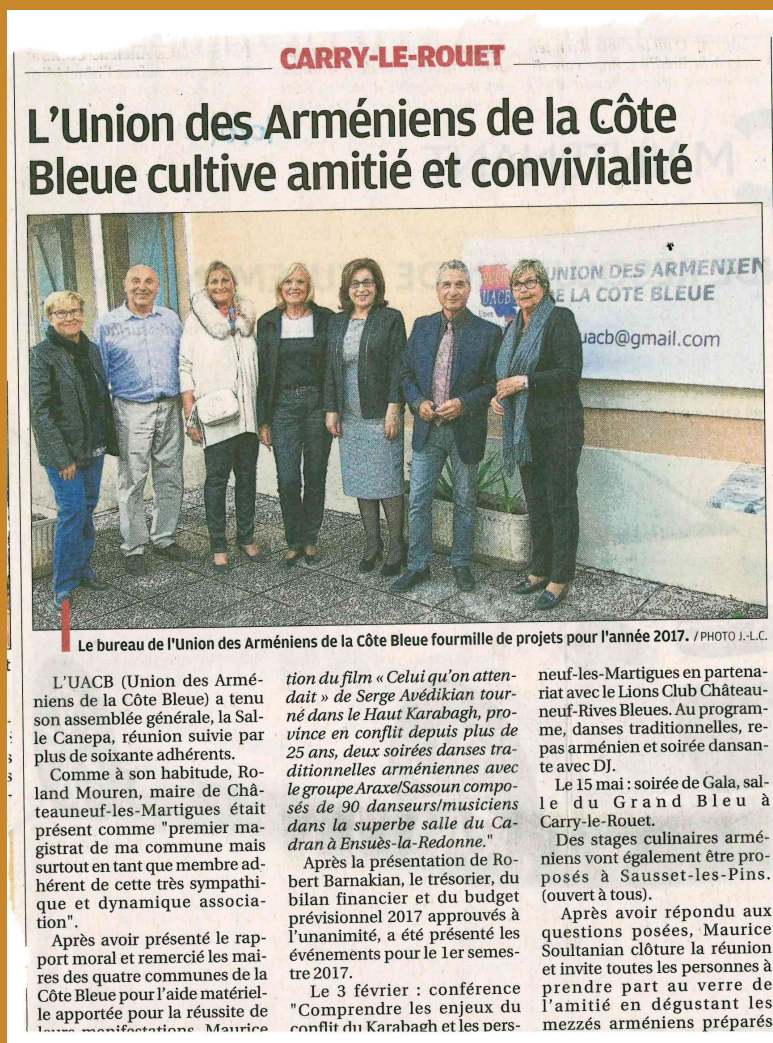 CARRY-LE-ROUET
L'Union des Arméniens de la Côte
Bleue cultive amitié et convivialité
UNION DES ARMENIEN
DE LA COTE BLEUE
UACB
uacb@gmail.com
Le bureau de l'Union des Arméniens de la Côte Bleue fourmille de projets pour l'année 2017. / PHOTO J.-L.C.
L'UACB (Union des Armé-
niens de la Côte Bleue) a tenu
son assemblée générale, la Sal-
le Canepa, réunion suivie par
plus de soixante adhérents.
Comme à son habitude, Ro-
land Mouren, maire de Châ-
teauneuf-les-Martigues était
présent comme "premier ma-
gistrat de ma commune mais
surtout en tant que membre ad-
hérent de cette très sympathi-
que et dynamique associa-
tion".
Après avoir présenté le rap-
port moral et remercié les mai-
res des quatre communes de la
Côte Bleue pour l'aide matériel-
le apportée pour la réussite de
leurs manifestations, Maurice
tion du film « Celui qu'on atten-
dait » de Serge Avédikian tour-
né dans le Haut Karabagh, pro-
vince en conflit depuis plus de
25 ans, deux soirées danses tra-
ditionnelles arméniennes avec
le groupe Araxe/Sassoun compo-
sés de 90 danseurs/musiciens
dans la superbe salle du Ca-
dran à Ensuès-la-Redonne."
Après la présentation de Ro-
bert Barnakian, le trésorier, du
bilan financier et du budget
prévisionnel 2017 approuvés à
l'unanimité, a été présenté les
événements pour le 1er semes-
tre 2017.
Le 3 février : conférence
"Comprendre les enjeux du
conflit du Karabagh et les pers-
neuf-les-Martigues en partena-
riat avec le Lions Club Château-
neuf-Rives Bleues. Au program-
me, danses traditionnelles, re-
pas arménien et soirée dansan-
te avec DJ.
Le 15 mai : soirée de Gala, sal-
le du Grand Bleu à
Carry-le-Rouet.
Des stages culinaires armé-
niens vont également être pro-
posés à Sausset-les-Pins.
(ouvert à tous).
Après avoir répondu aux
questions posées, Maurice
Soultanian clôture la réunion
et invite toutes les personnes à
prendre part au verre de
l'amitié en dégustant les
mezzés arméniens préparés